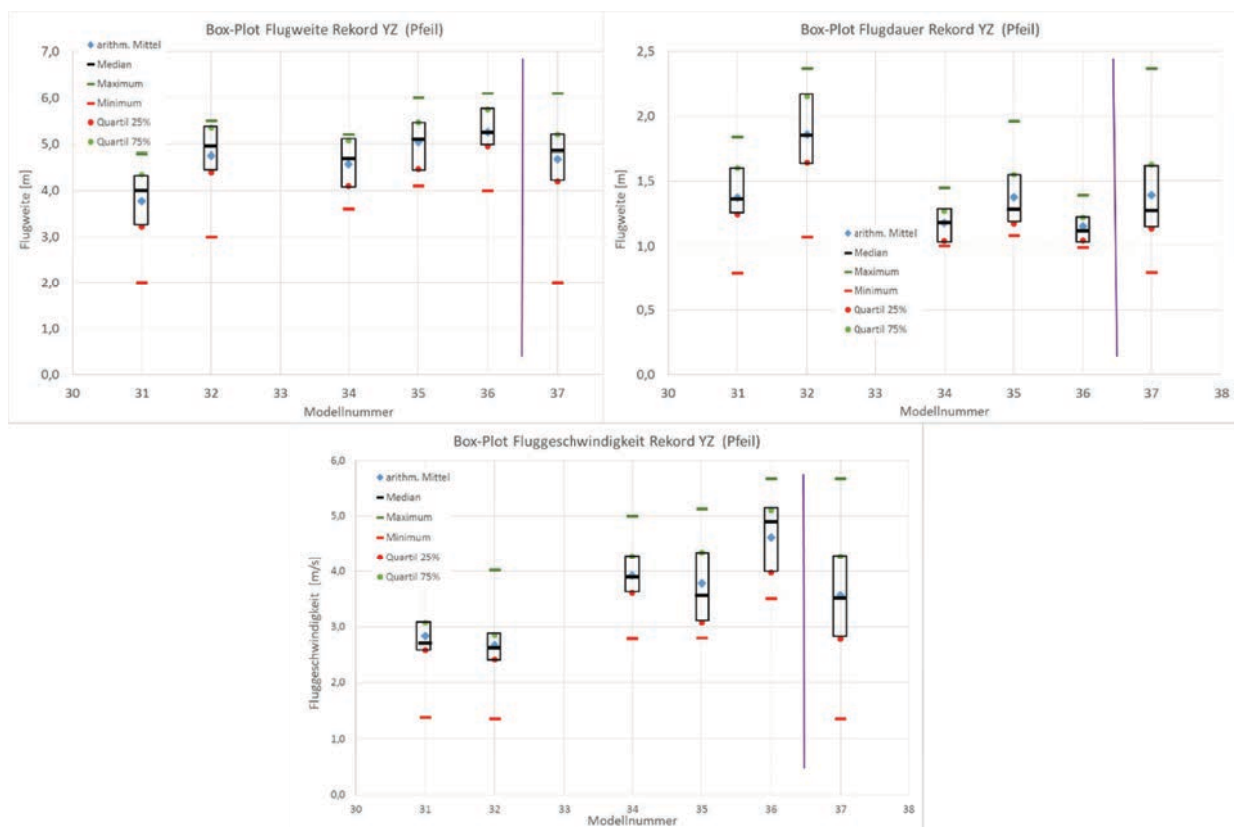 Box-Plot Flugweite Rekord YZ (Pfeil)
7,0
6,0
5,0
4,0
3,0
2,0
1,0
0,0
Flugweite [m]
arithm. Mittel
Median
Maximum
Minimum
Quartil 25%
Quartil 75%
30 31 32 33 34 35 36 37
Modellnummer
Box-Plot Flugdauer Rekord YZ (Pfeil)
2,5
2,0
1,5
1,0
0,5
0,0
Flugweite [m]
arithm. Mittel
Median
Maximum
Minimum
Quartil 25%
Quartil 75%
30 31 32 33 34 35 36 37 38
Modellnummer
Box-Plot Fluggeschwindigkeit Rekord YZ (Pfeil)
6,0
5,0
4,0
3,0
2,0
1,0
0,0
Fluggeschwindigkeit [m/s]
arithm. Mittel
Median
Maximum
Minimum
Quartil 25%
Quartil 75%
30 31 32 33 34 35 36 37 38
Modellnummer